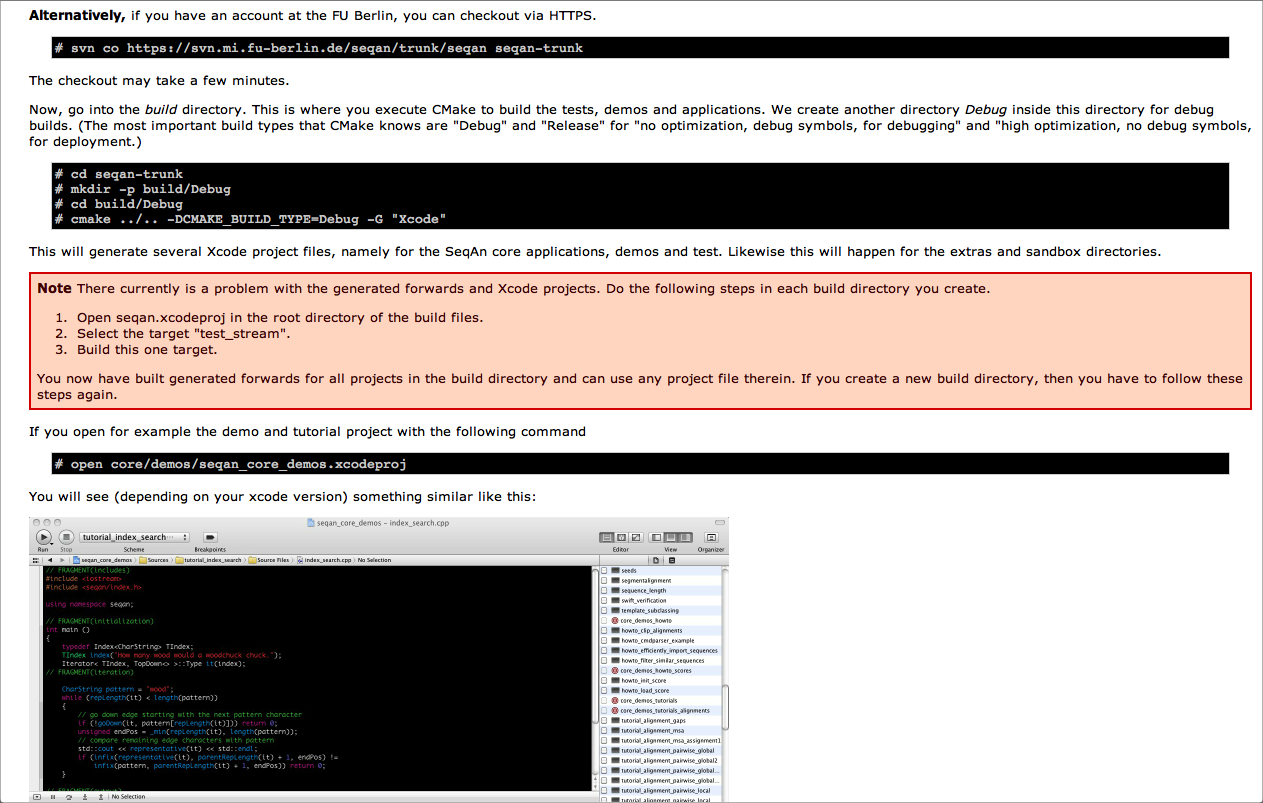 Alternatively, if you have an account at the FU Berlin, you can checkout via HTTPS.
# svn co https://svn.mi.fu-berlin.de/seqan/trunk/seqan seqan-trunk
The checkout may take a few minutes.
Now, go into the build directory. This is where you execute CMake to build the tests, demos and applications. We create another directory Debug inside this directory for debug
builds. (The most important build types that CMake knows are "Debug" and "Release" for "no optimization, debug symbols, for debugging" and "high optimization, no debug symbols,
for deployment.)
# cd seqan-trunk
# mkdir -p build/Debug
# cd build/Debug
# cmake ../.. -DCMAKE_BUILD_TYPE=Debug -G "Xcode"
This will generate several Xcode project files, namely for the SeqAn core applications, demos and test. Likewise this will happen for the extras and sandbox directories.
Note There currently is a problem with the generated forwards and Xcode projects. Do the following steps in each build directory you create.
1. Open seqan.xcodeproj in the root directory of the build files.
2. Select the target "test_stream".
3. Build this one target.
You now have built generated forwards for all projects in the build directory and can use any project file therein. If you create a new build directory, then you have to follow these
steps again.
If you open for example the demo and tutorial project with the following command
# open core/demos/seqan_core_demos.xcodeproj
You will see (depending on your xcode version) something similar like this:
seqan_core_demos – index_search.cpp
tutorial_index_search···
Run Stop Scheme Breakpoints Editor View Organizer
seqan_core_demos Sources tutorial_index_search Source Files index_search.cpp No Selection
// FRAGMENT(includes)
#include <iostream>
#include <seqan/index.h>
using namespace seqan;
// FRAGMENT(initialization)
int main ()
{
typedef Index<CharString> TIndex;
TIndex index("How many wood would a woodchuck chuck.");
Iterator< TIndex, TopDown<> >::Type it(index);
// FRAGMENT(iteration)
CharString pattern = "wood";
while (repLength(it) < length(pattern))
{
// go down edge starting with the next pattern character
if (!goDown(it, pattern[repLength(it)])) return 0;
unsigned endPos = _min(repLength(it), length(pattern));
// compare remaining edge characters with pattern
std::cout << representative(it) << std::endl;
if (infix(representative(it), parentRepLength(it) + 1, endPos) !=
infix(pattern, parentRepLength(it) + 1, endPos)) return 0;
}
// FRAGMENT(output)
No Selection
seeds
segmentalignment
sequence_length
swift_verification
template_subclassing
core_demos_howto
howto_clip_alignments
howto_cmdparser_example
howto_efficiently_import_sequences
howto_filter_similar_sequences
core_demos_howto_scores
howto_init_score
howto_load_score
core_demos_tutorials
core_demos_tutorials_alignments
tutorial_alignment_gaps
tutorial_alignment_msa
tutorial_alignment_msa_assignment1
tutorial_alignment_pairwise_global
tutorial_alignment_pairwise_global2
tutorial_alignment_pairwise_global...
tutorial_alignment_pairwise_global...
tutorial_alignment_pairwise_local
tutorial_alignment_pairwise_local